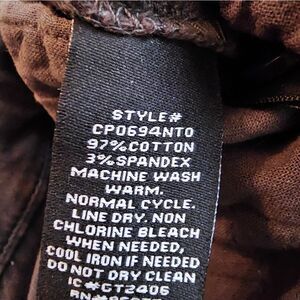 STYLE#
CP0694NTO
97%COTTON
3%SPANDEX
MACHINE WASH
WARM.
NORMAL CYCLE.
LINE DRY. NON
CHLORINE BLEACH
WHEN NEEDED,
COOL IRON IF NEEDED
DO NOT DRY CLEAN
IC#GT2406